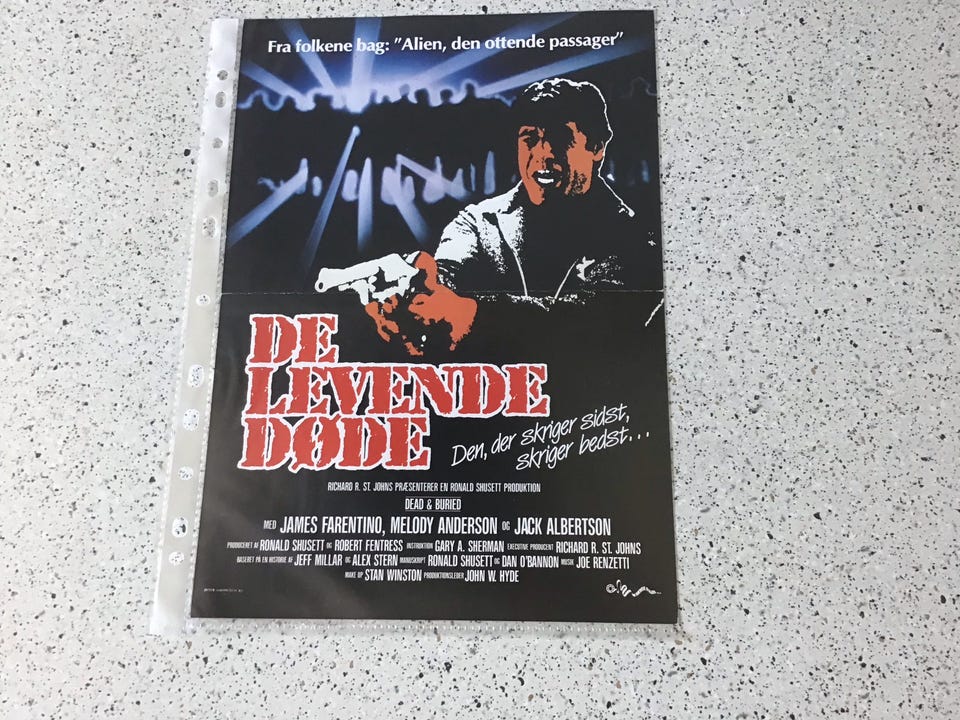 Fra folkene bag: "Alien, den ottende passager"
DE
LEVENDE
DØDE
Den, der skriger sidst,
skriger bedst...
RICHARD R. ST. JOHNS PRÆSENTERER EN RONALD SHUSETT PRODUKTION
DEAD & BURIED
MED JAMES FARENTINO, MELODY ANDERSON OG JACK ALBERTSON
PRODUCERET AF RONALD SHUSETT OG ROBERT FENTRESS INSTRUKTION GARY A. SHERMAN EXECUTIVE PRODUCENT RICHARD R. ST. JOHNS
BASERET PÅ EN HISTORIE AF JEFF MILLAR OG ALEX STERN MANUSKRIPT RONALD SHUSETT OG DAN O'BANNON MUSIK JOE RENZETTI
MAKE UP STAN WINSTON PRODUKTIONSLEDER JOHN W. HYDE